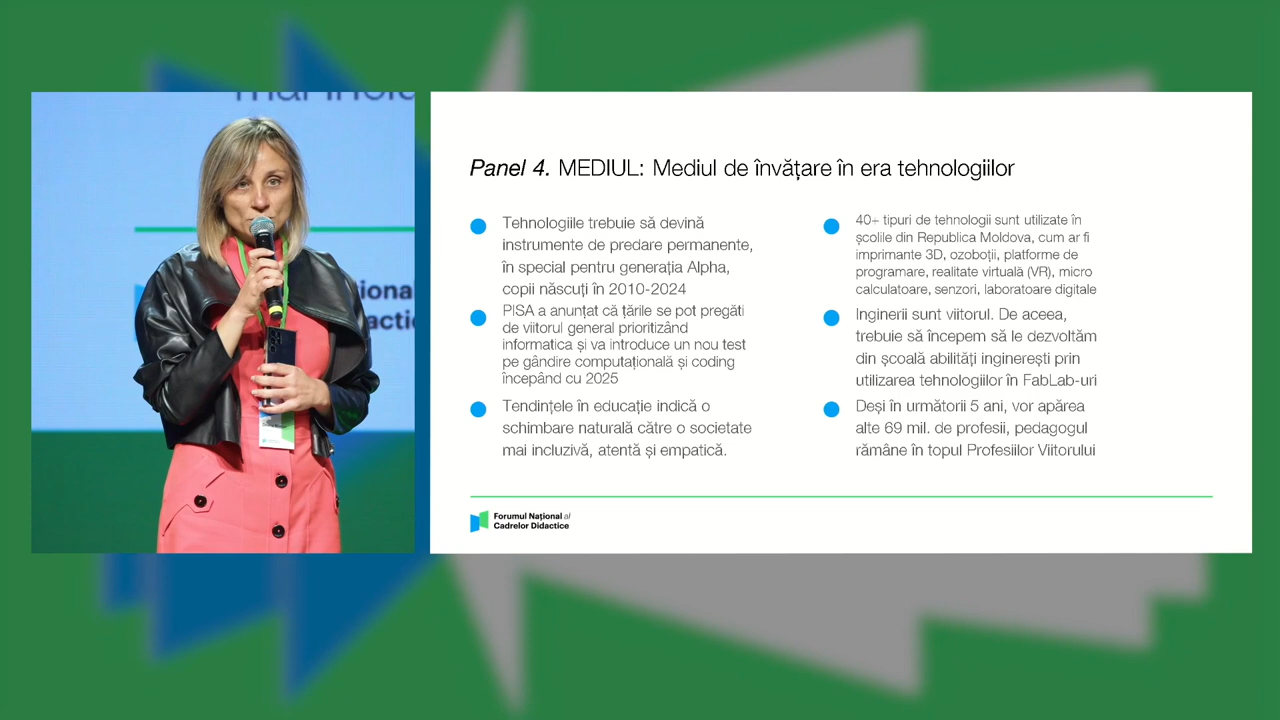 Panel 4. MEDIUL: Mediul de învățare în era tehnologiilor
Tehnologiile trebuie să devină
instrumente de predare permanente,
în special pentru generația Alpha,
copii născuți în 2010-2024
PISA a anunțat că țările se pot pregăti
de viitorul general prioritizând
informatica și va introduce un nou test
pe gândire computațională și coding
începând cu 2025
Tendințele în educație indică o
schimbare naturală către o societate
mai incluzivă, atentă și empatică.
40+ tipuri de tehnologii sunt utilizate în
școlile din Republica Moldova, cum ar fi
imprimante 3D, ozoboții, platforme de
programare, realitate virtuală (VR), micro
calculatoare, senzori, laboratoare digitale
Inginerii sunt viitorul. De aceea,
trebuie să începem să le dezvoltăm
din școală abilități inginerești prin
utilizarea tehnologiilor în FabLab-uri
Deși în următorii 5 ani, vor apărea
alte 69 mil. de profesii, pedagogul
rămâne în topul Profesiilor Viitorului
Forumul Național al
Cadrelor Didactice